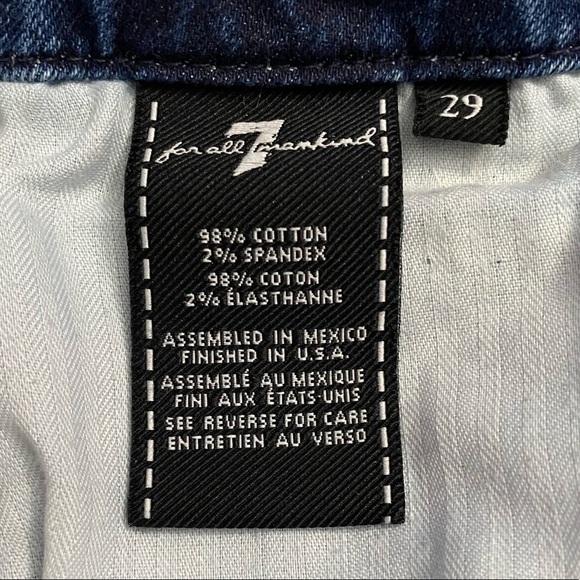 29
7
for all mankind
98% COTTON
2% SPANDEX
98% COTON
2% ÉLASTHANNE
ASSEMBLED IN MEXICO
FINISHED IN U.S.A.
ASSEMBLÉ AU MEXIQUE
FINI AUX ÉTATS-UNIS
SEE REVERSE FOR CARE
ENTRETIEN AU VERSO